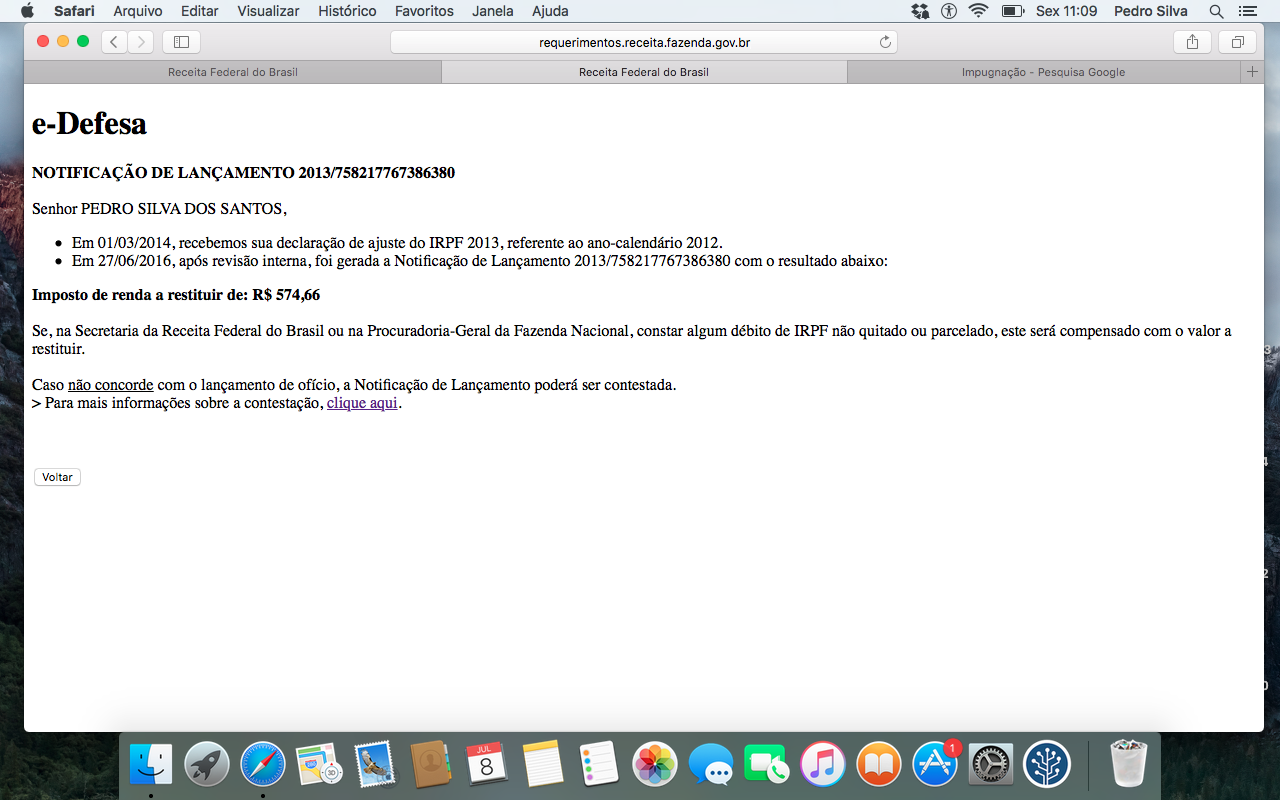 Safari Arquivo Editar Visualizar Histórico Favoritos Janela Ajuda Sex 11:09 Pedro Silva
requerimentos.receita.fazenda.gov.br
Receita Federal do Brasil Receita Federal do Brasil Impugnação - Pesquisa Google
e-Defesa
NOTIFICAÇÃO DE LANÇAMENTO 2013/758217767386380
Senhor PEDRO SILVA DOS SANTOS,
• Em 01/03/2014, recebemos sua declaração de ajuste do IRPF 2013, referente ao ano-calendário 2012.
• Em 27/06/2016, após revisão interna, foi gerada a Notificação de Lançamento 2013/758217767386380 com o resultado abaixo:
Imposto de renda a restituir de: R$ 574,66
Se, na Secretaria da Receita Federal do Brasil ou na Procuradoria-Geral da Fazenda Nacional, constar algum débito de IRPF não quitado ou parcelado, este será compensado com o valor a
restituir.
Caso não concorde com o lançamento de ofício, a Notificação de Lançamento poderá ser contestada.
> Para mais informações sobre a contestação, clique aqui.
Voltar
3
4
2
0
3D
JUL
8
1